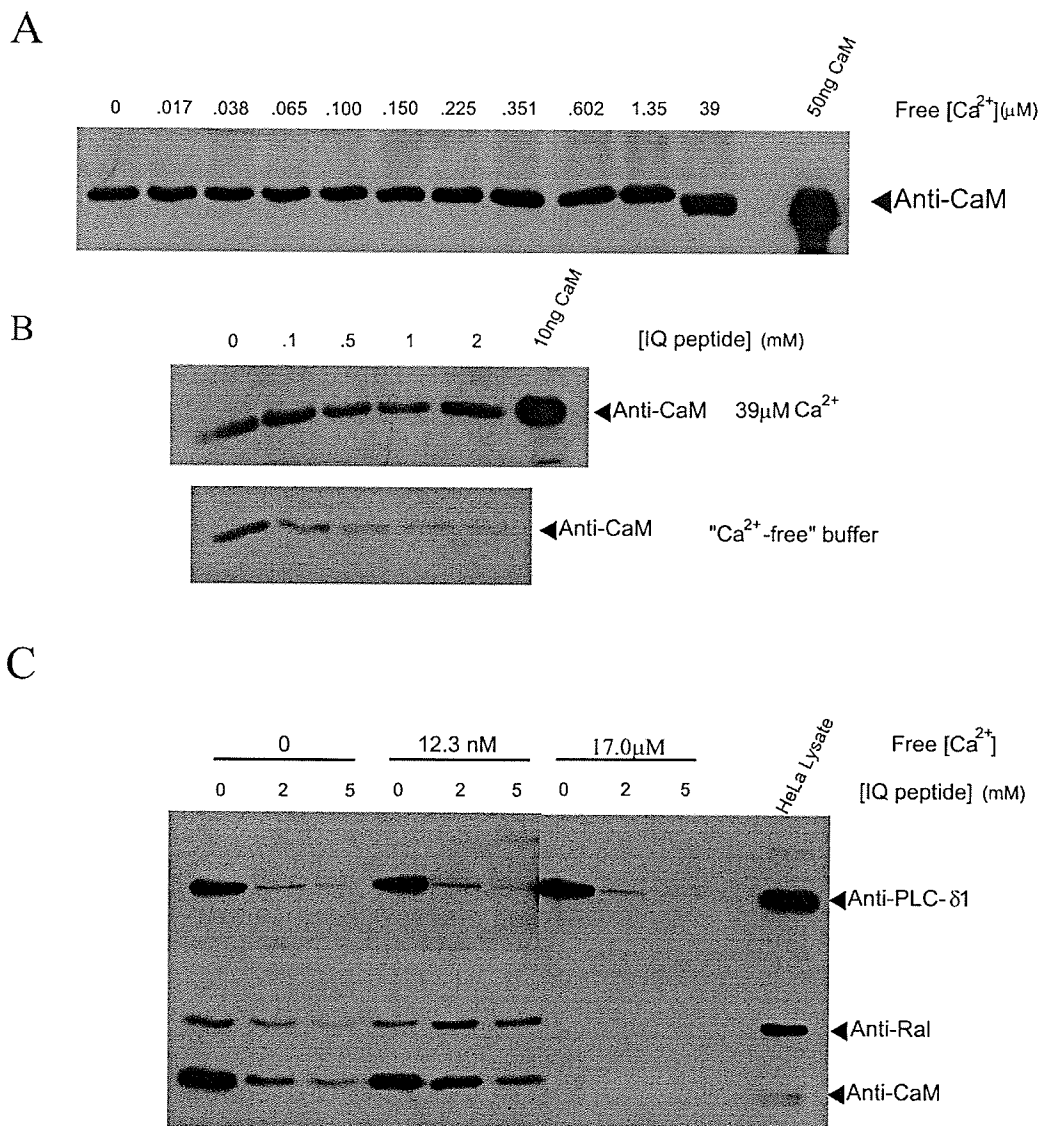 A
50ng CaM
0 .017 .038 .065 .100 .150 .225 .351 .602 1.35 39 Free [Ca²⁺](μM)
◀Anti-CaM
B
10ng CaM
0 .1 .5 1 2 [IQ peptide] (mM)
◀Anti-CaM 39μM Ca²⁺
◀Anti-CaM "Ca²⁺-free" buffer
C
HeLa Lysate
0 12.3 nM 17.0μM Free [Ca²⁺]
0 2 5 0 2 5 0 2 5 [IQ peptide] (mM)
◀Anti-PLC-δ1
◀Anti-Ral
◀Anti-CaM